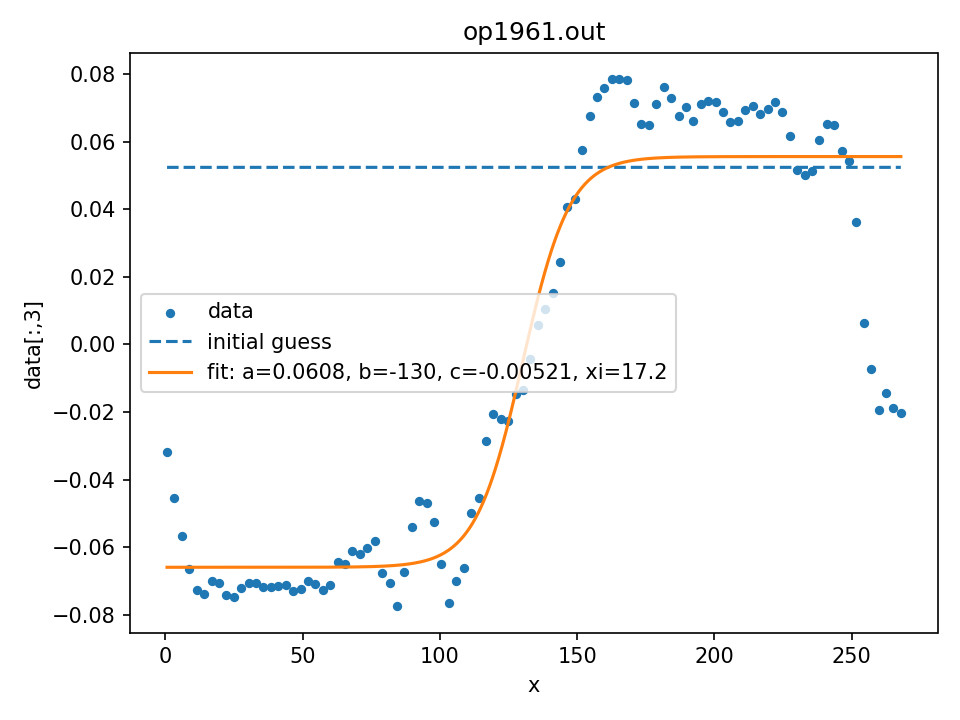 op1961.out
0.08
0.06
0.04
0.02
0.00
−0.02
−0.04
−0.06
−0.08
data[:,3]
data
initial guess
fit: a=0.0608, b=-130, c=-0.00521, xi=17.2
0 50 100 150 200 250
x